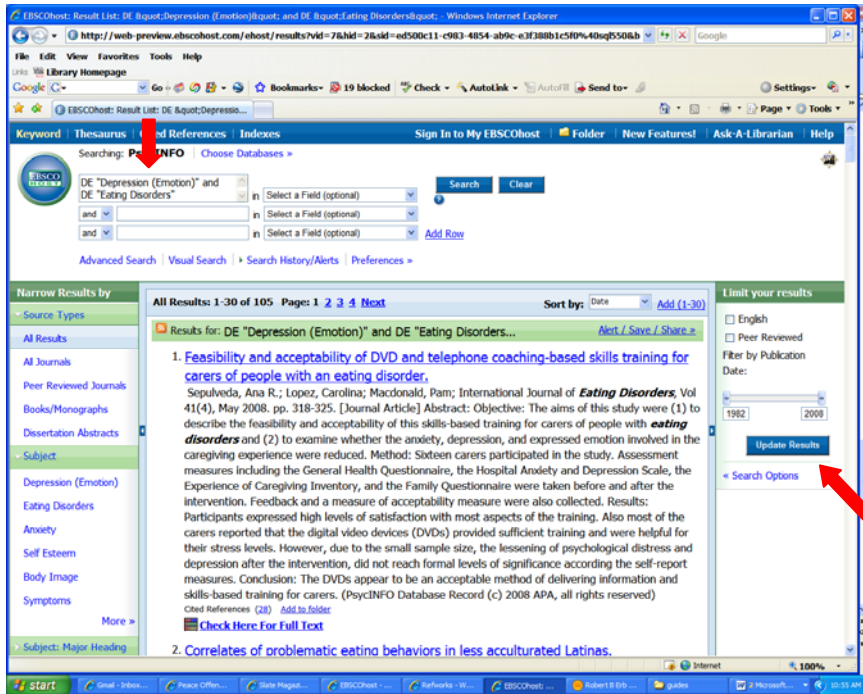 EBSCOhost: Result List: DE &quot;Depression (Emotion)&quot; and DE &quot;Eating Disorders&quot; - Windows Internet Explorer
http://web-preview.ebscohost.com/ehost/results?vid=7&hid=2&sid=ed500c11-c983-4854-ab9c-e3f388b1c5f0%40sql550&b
Google
File Edit View Favorites Tools Help
Links Library Homepage
Google Go Bookmarks 19 blocked Check AutoLink AutoFill Send to Settings
EBSCOhost: Result List: DE &quot;Depressio...
Page Tools
Keyword Thesaurus Cited References Indexes Sign In to My EBSCOhost Folder New Features! Ask-A-Librarian Help
Searching: PsycINFO Choose Databases »
EBSCO HOST
DE "Depression (Emotion)" and
DE "Eating Disorders"
in Select a Field (optional) Search Clear
and in Select a Field (optional)
and in Select a Field (optional) Add Row
Advanced Search Visual Search Search History/Alerts Preferences »
Narrow Results by
Source Types
All Results
All Journals
Peer Reviewed Journals
Books/Monographs
Dissertation Abstracts
Subject
Depression (Emotion)
Eating Disorders
Anxiety
Self Esteem
Body Image
Symptoms
More »
Subject: Major Heading
All Results: 1-30 of 105 Page: 1 2 3 4 Next Sort by: Date Add (1-30)
Results for: DE "Depression (Emotion)" and DE "Eating Disorders... Alert / Save / Share »
1. Feasibility and acceptability of DVD and telephone coaching-based skills training for
carers of people with an eating disorder.
Sepulveda, Ana R.; Lopez, Carolina; Macdonald, Pam; International Journal of Eating Disorders, Vol
41(4), May 2008. pp. 318-325. [Journal Article] Abstract: Objective: The aims of this study were (1) to
describe the feasibility and acceptability of this skills-based training for carers of people with eating
disorders and (2) to examine whether the anxiety, depression, and expressed emotion involved in the
caregiving experience were reduced. Method: Sixteen carers participated in the study. Assessment
measures including the General Health Questionnaire, the Hospital Anxiety and Depression Scale, the
Experience of Caregiving Inventory, and the Family Questionnaire were taken before and after the
intervention. Feedback and a measure of acceptability measure were also collected. Results:
Participants expressed high levels of satisfaction with most aspects of the training. Also most of the
carers reported that the digital video devices (DVDs) provided sufficient training and were helpful for
their stress levels. However, due to the small sample size, the lessening of psychological distress and
depression after the intervention, did not reach formal levels of significance according the self-report
measures. Conclusion: The DVDs appear to be an acceptable method of delivering information and
skills-based training for carers. (PsycINFO Database Record (c) 2008 APA, all rights reserved)
Cited References (28) Add to folder
Check Here For Full Text
2. Correlates of problematic eating behaviors in less acculturated Latinas.
Limit your results
English
Peer Reviewed
Filter by Publication
Date:
1982 2008
Update Results
« Search Options
Internet 100%
start Gmail - Inbox... Peace Offen... Slate Magaz... EBSCOhost - ... Refworks - W... EBSCOhost: ... Robert B Erb ... guides 2 Microsoft... 10:55 AM